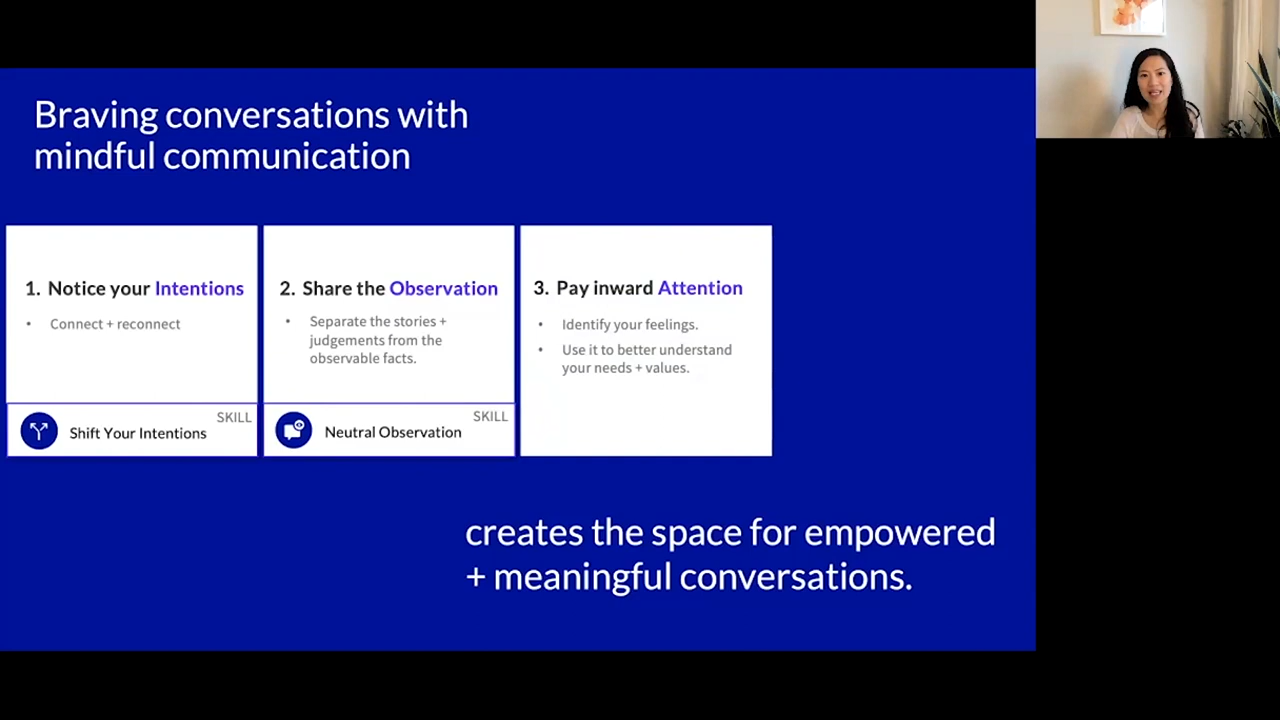 Braving conversations with
mindful communication
1. Notice your Intentions
• Connect + reconnect
SKILL
Shift Your Intentions
2. Share the Observation
• Separate the stories +
judgements from the
observable facts.
SKILL
Neutral Observation
3. Pay inward Attention
• Identify your feelings.
• Use it to better understand
your needs + values.
creates the space for empowered
+ meaningful conversations.